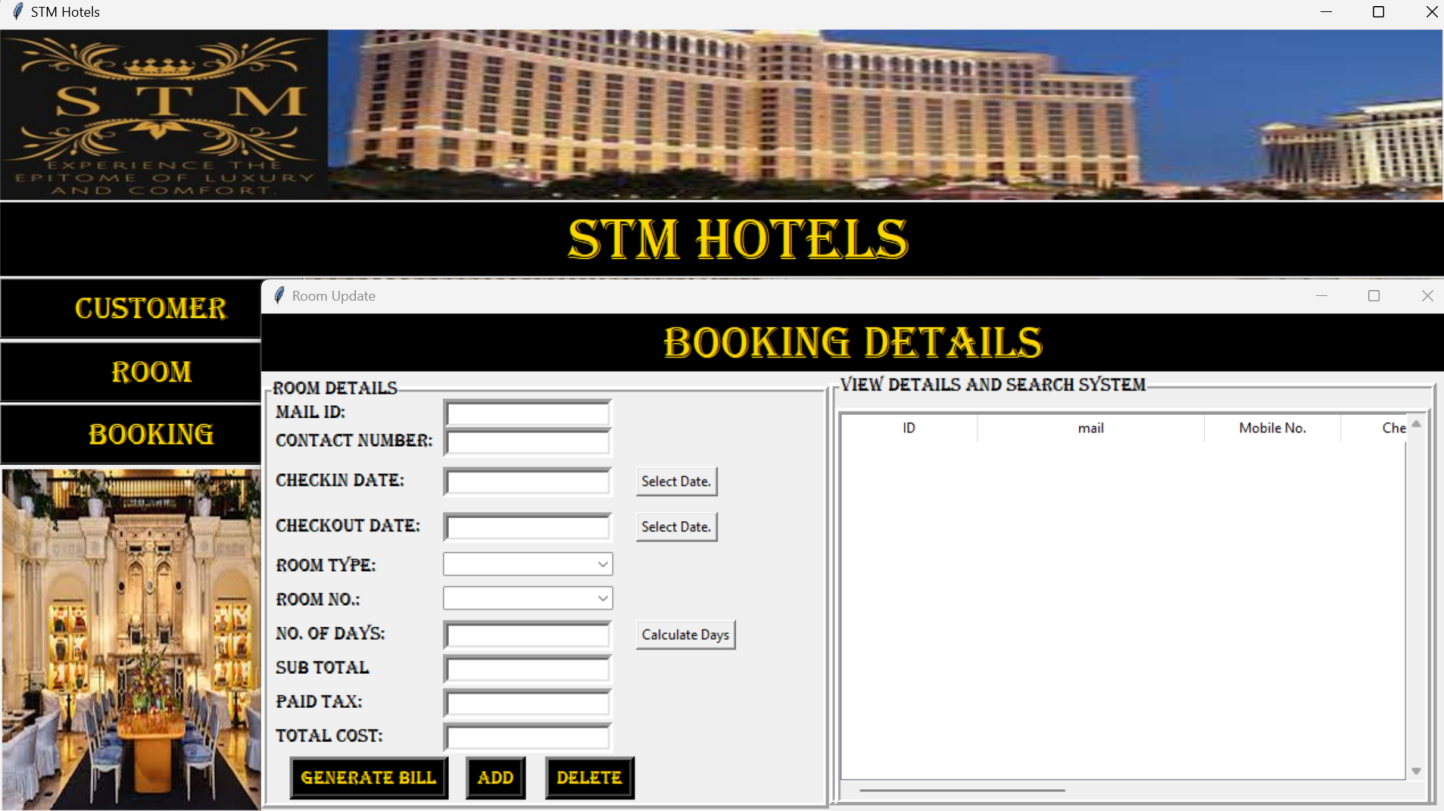 STM Hotels
S T M
EXPERIENCE THE
EPITOME OF LUXURY
AND COMFORT.
STM HOTELS
CUSTOMER
ROOM
BOOKING
Room Update
BOOKING DETAILS
ROOM DETAILS
MAIL ID:
CONTACT NUMBER:
CHECKIN DATE:
Select Date.
CHECKOUT DATE:
Select Date.
ROOM TYPE:
ROOM NO.:
NO. OF DAYS:
Calculate Days
SUB TOTAL
PAID TAX:
TOTAL COST:
GENERATE BILL ADD DELETE
VIEW DETAILS AND SEARCH SYSTEM
ID mail Mobile No. Che